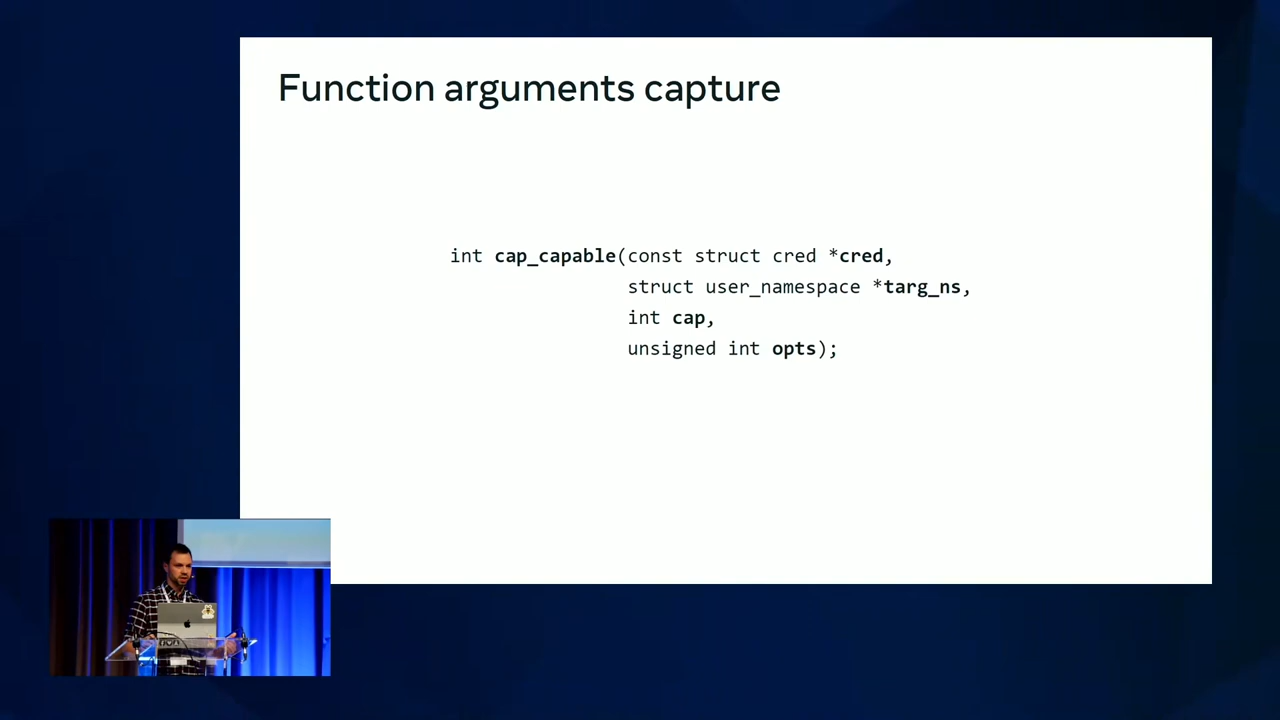 Function arguments capture
int cap_capable(const struct cred *cred,
struct user_namespace *targ_ns,
int cap,
unsigned int opts);